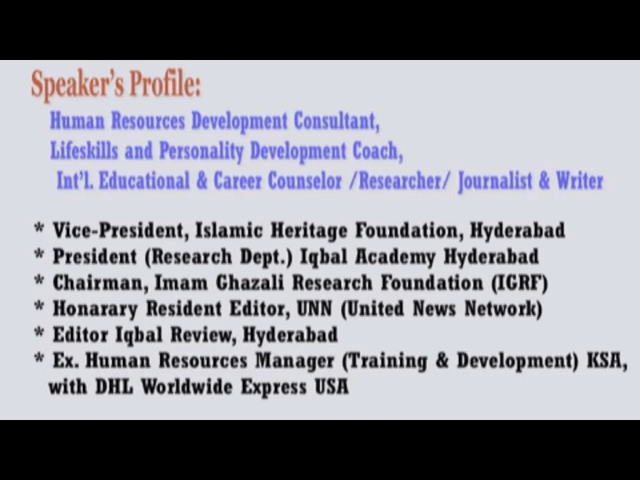 Speaker's Profile:
Human Resources Development Consultant,
Lifeskills and Personality Development Coach,
Int'l. Educational & Career Counselor /Researcher/ Journalist & Writer
* Vice-President, Islamic Heritage Foundation, Hyderabad
* President (Research Dept.) Iqbal Academy Hyderabad
* Chairman, Imam Ghazali Research Foundation (IGRF)
* Honarary Resident Editor, UNN (United News Network)
* Editor Iqbal Review, Hyderabad
* Ex. Human Resources Manager (Training & Development) KSA,
with DHL Worldwide Express USA